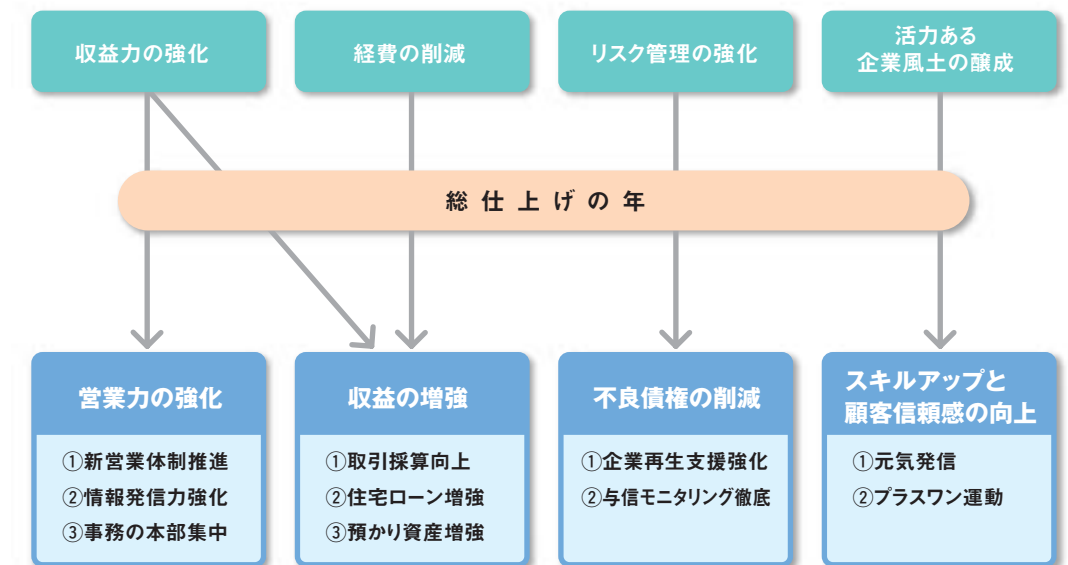 収益力の強化
経費の削減
リスク管理の強化
活力ある
企業風土の醸成
総仕上げの年
営業力の強化
①新営業体制推進
②情報発信力強化
③事務の本部集中
収益の増強
①取引採算向上
②住宅ローン増強
③預かり資産増強
不良債権の削減
①企業再生支援強化
②与信モニタリング徹底
スキルアップと
顧客信頼感の向上
①元気発信
②プラスワン運動